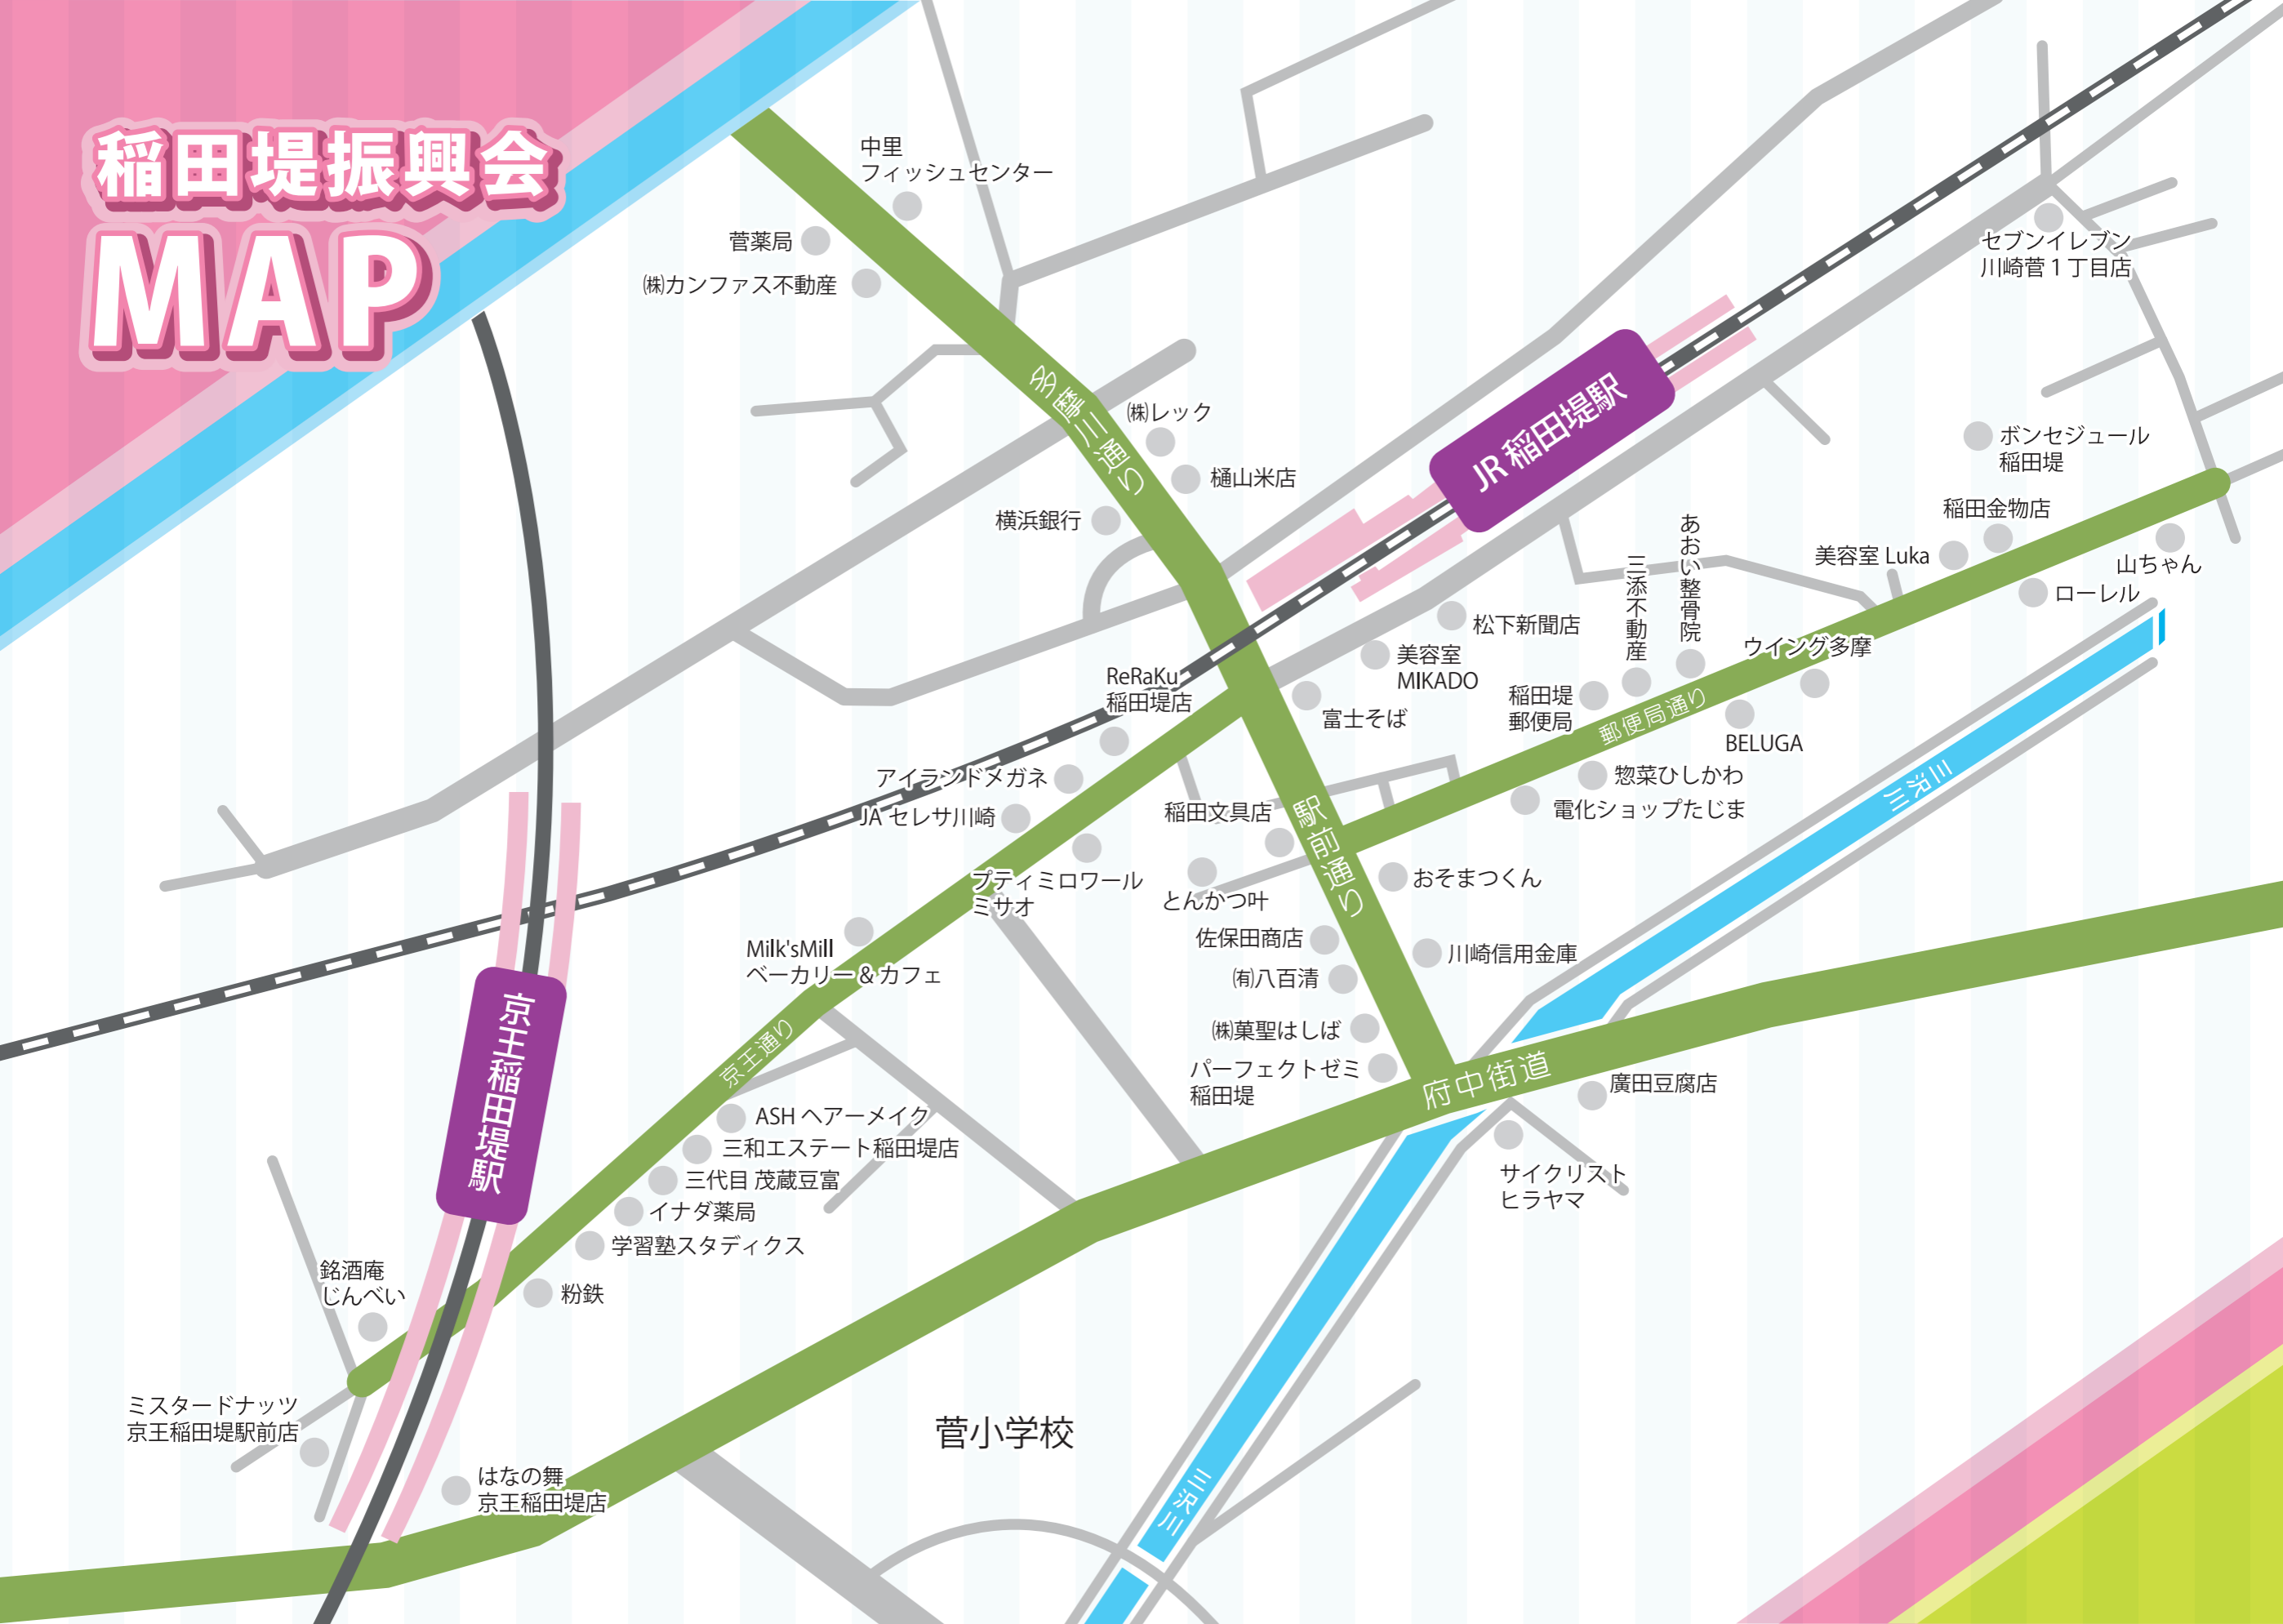 稲田堤振興会
MAP
中里
フィッシュセンター
菅薬局
㈱カンファス不動産
多摩川通り
㈱レック
樋山米店
横浜銀行
JR 稲田堤駅
セブンイレブン
川崎菅 1 丁目店
ボンセジュール
稲田堤
稲田金物店
美容室 Luka
山ちゃん
ローレル
あおい整骨院
三添不動産
ウイング多摩
松下新聞店
美容室
MIKADO
富士そば
稲田堤
郵便局
郵便局通り
BELUGA
惣菜ひしかわ
電化ショップたじま
三沢川
ReRaKu
稲田堤店
アイランドメガネ
JA セレサ川崎
稲田文具店
駅前通り
プティミロワール
ミサオ
とんかつ叶
おそまつくん
佐保田商店
川崎信用金庫
㈲八百清
㈱菓聖はしば
パーフェクトゼミ
稲田堤
府中街道
廣田豆腐店
サイクリスト
ヒラヤマ
Milk'sMill
ベーカリー & カフェ
京王稲田堤駅
京王通り
ASH ヘアーメイク
三和エステート稲田堤店
三代目 茂蔵豆富
イナダ薬局
学習塾スタディクス
粉鉄
銘酒庵
じんべい
ミスタードナッツ
京王稲田堤駅前店
はなの舞
京王稲田堤店
菅小学校
三沢川